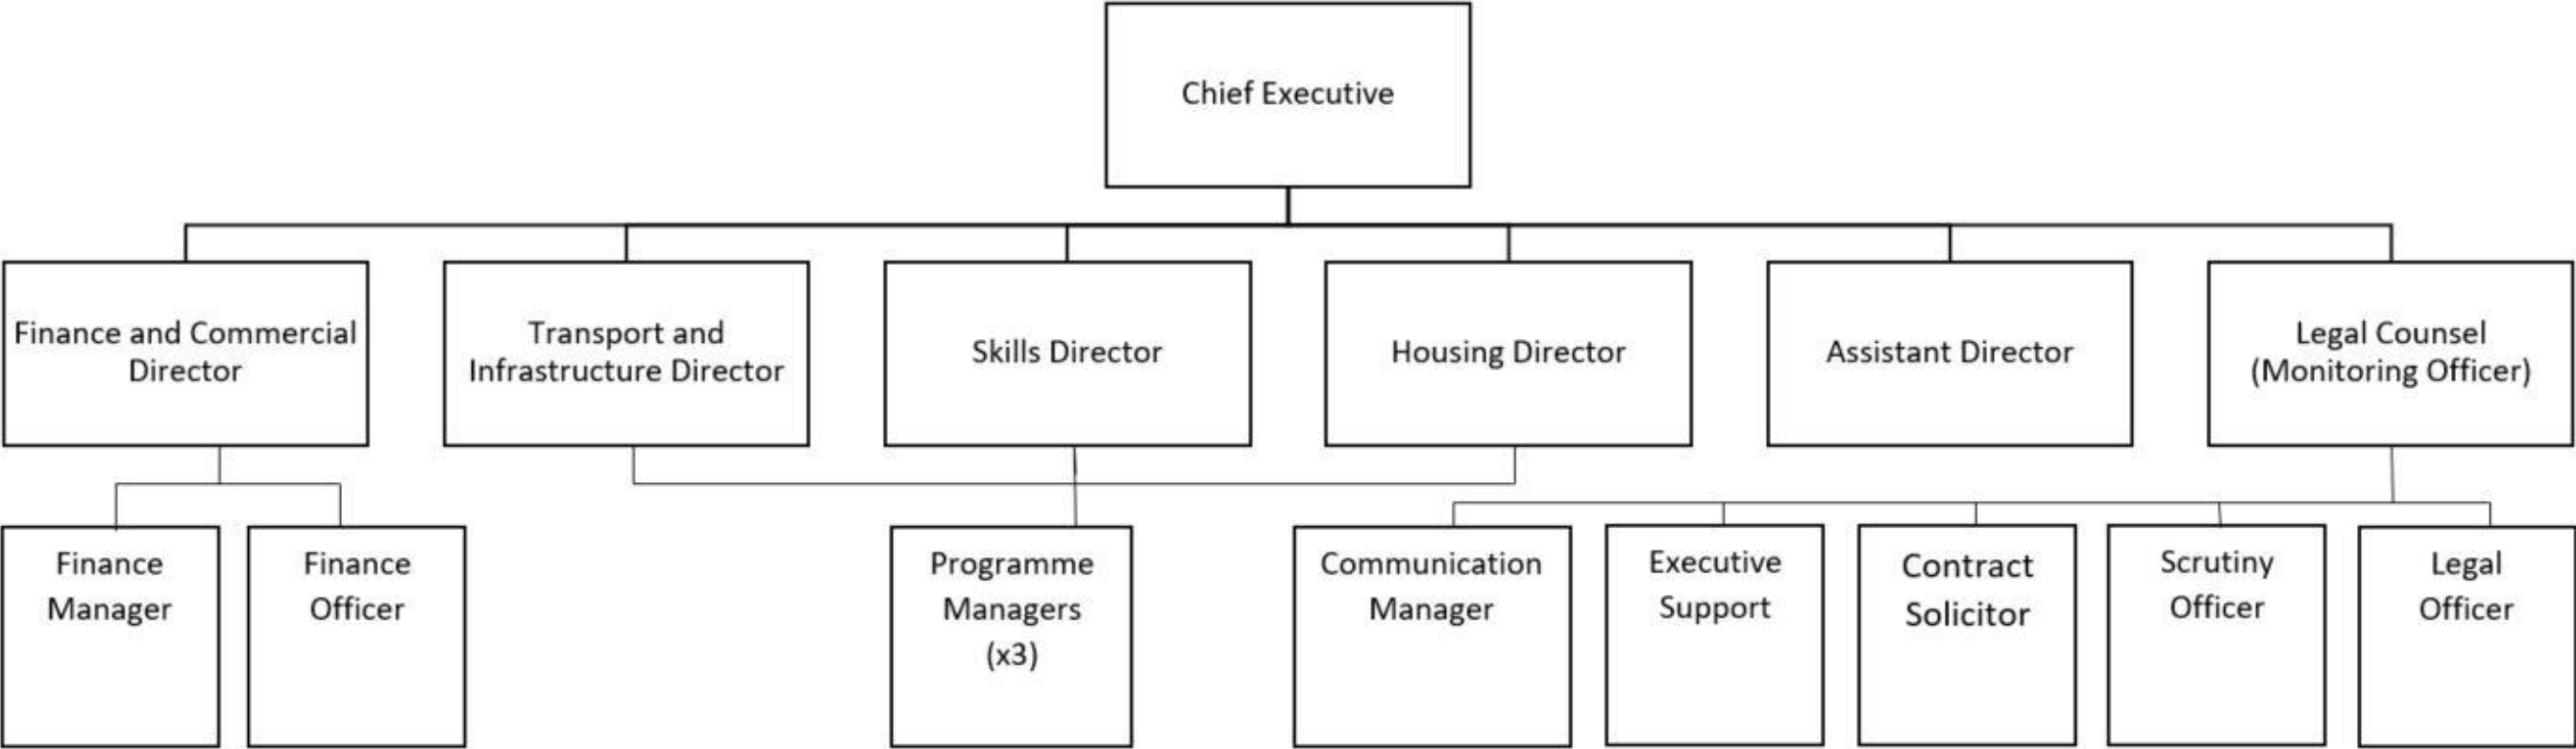 Chief Executive
Finance and Commercial
Director
Transport and
Infrastructure Director
Skills Director
Housing Director
Assistant Director
Legal Counsel
(Monitoring Officer)
Finance
Manager
Finance
Officer
Programme
Managers
(x3)
Communication
Manager
Executive
Support
Contract
Solicitor
Scrutiny
Officer
Legal
Officer